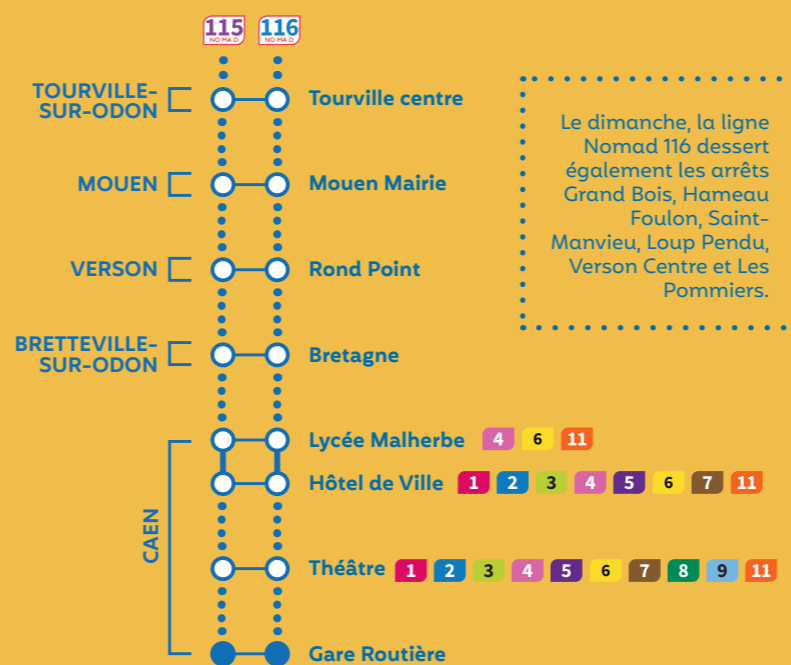 115 116
NOMAD NOMAD
TOURVILLE-
SUR-ODON
Tourville centre
MOUEN
Mouen Mairie
VERSON
Rond Point
BRETTEVILLE-
SUR-ODON
Bretagne
CAEN
Lycée Malherbe 4 6 11
Hôtel de Ville 1 2 3 4 5 6 7 11
Théâtre 1 2 3 4 5 6 7 8 9 11
Gare Routière
Le dimanche, la ligne
Nomad 116 dessert
également les arrêts
Grand Bois, Hameau
Foulon, Saint-
Manvieu, Loup Pendu,
Verson Centre et Les
Pommiers.